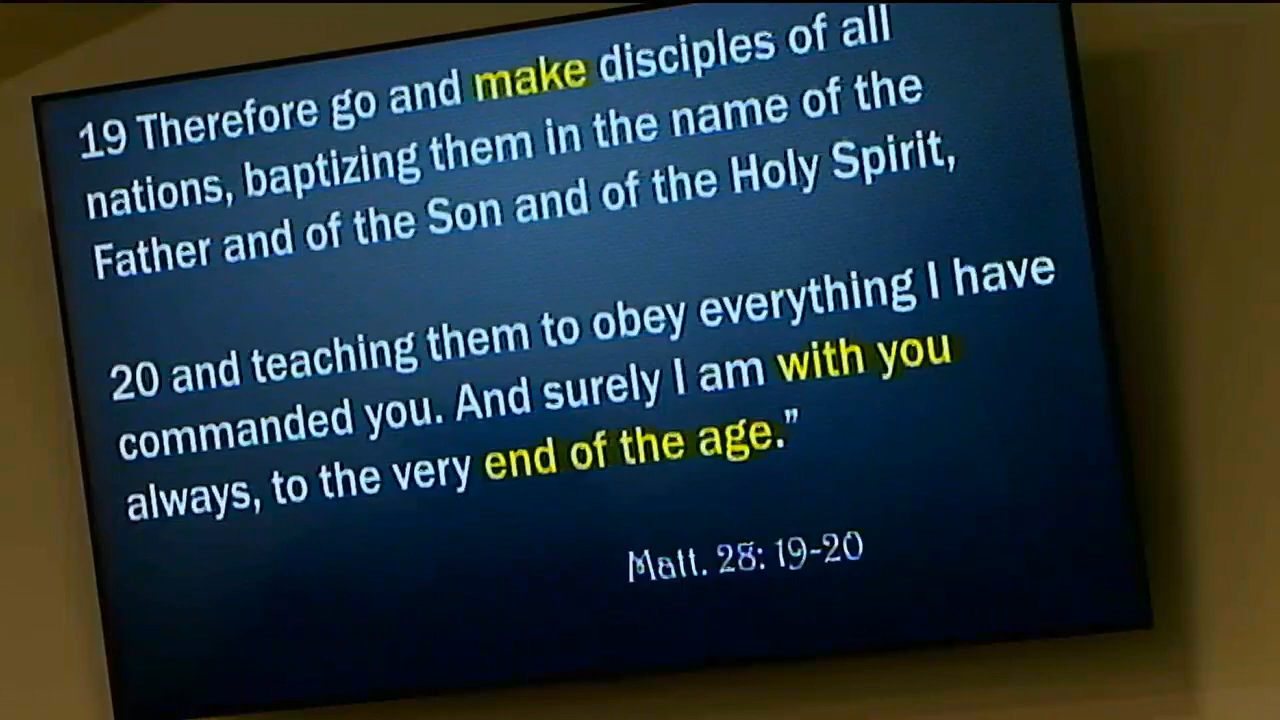 19 Therefore go and make disciples of all
nations, baptizing them in the name of the
Father and of the Son and of the Holy Spirit,
20 and teaching them to obey everything I have
commanded you. And surely I am with you
always, to the very end of the age.”
Matt. 28: 19-20